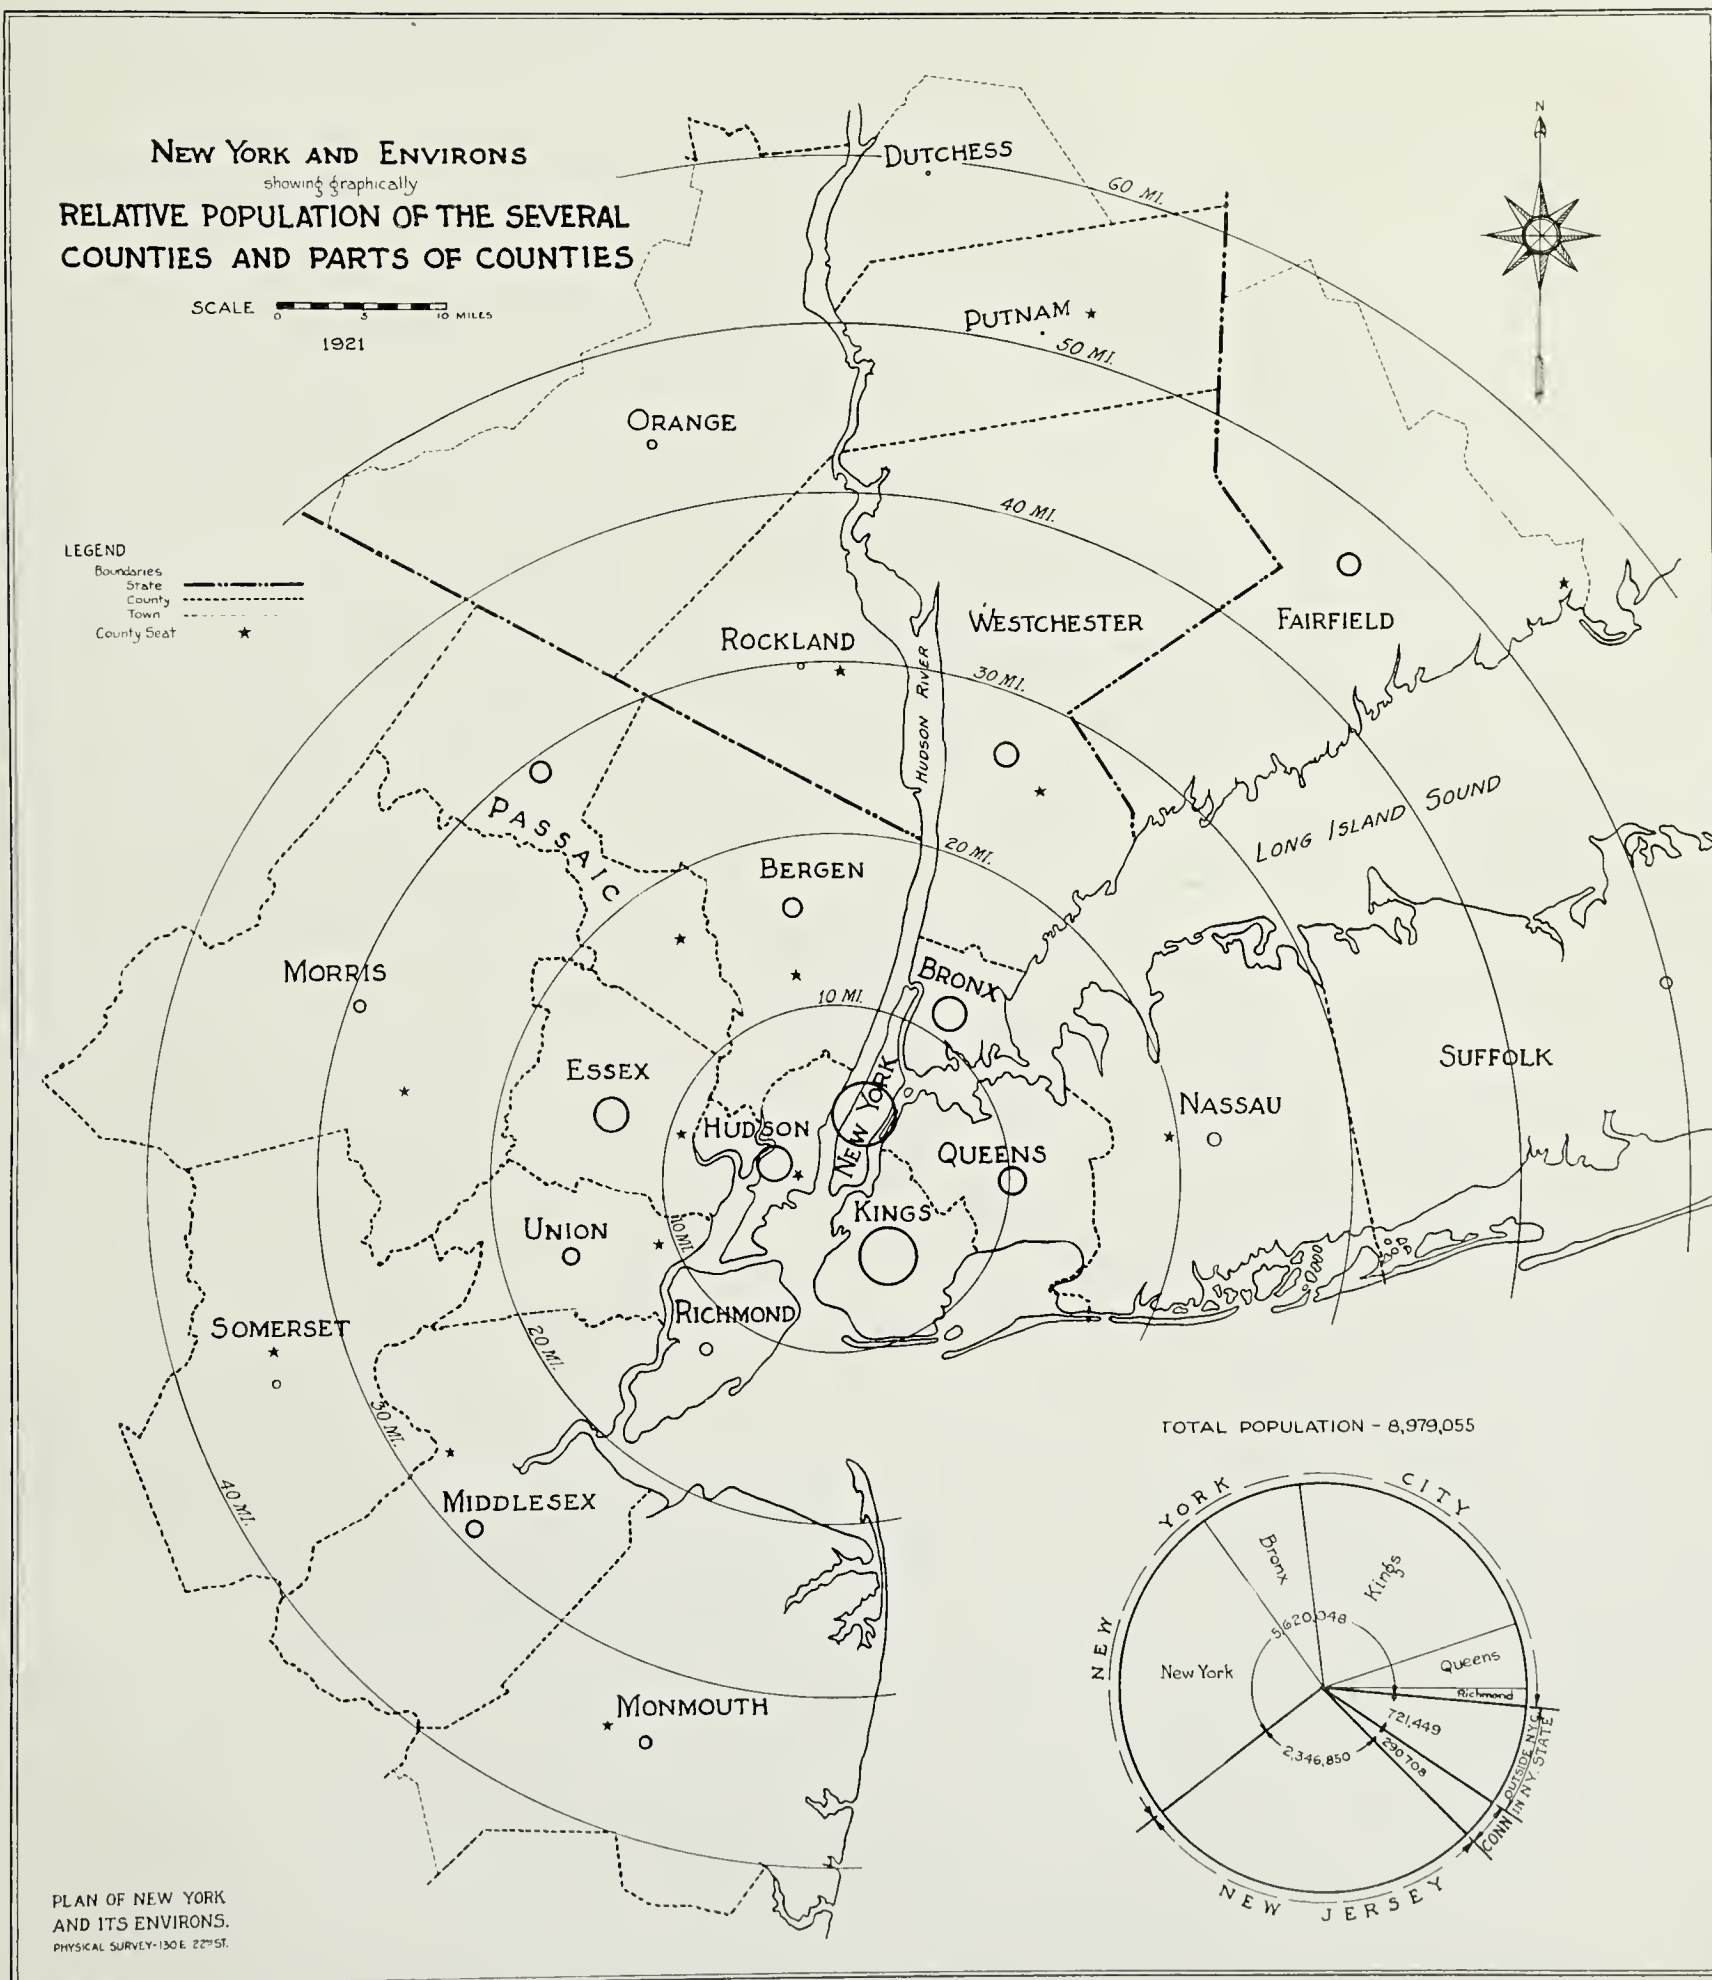 NEW YORK AND ENVIRONS
showing graphically
RELATIVE POPULATION OF THE SEVERAL
COUNTIES AND PARTS OF COUNTIES
SCALE
0 5 10 MILES
1921
N
LEGEND
Boundaries
State
County
Town
County Seat
DUTCHESS
60 MI.
PUTNAM
50 MI.
ORANGE
40 MI.
WESTCHESTER
FAIRFIELD
ROCKLAND
30 MI.
HUDSON RIVER
PASSAIC
LONG ISLAND SOUND
20 MI.
BERGEN
MORRIS
BRONX
10 MI.
ESSEX
SUFFOLK
NEW YORK
NASSAU
HUDSON
QUEENS
KINGS
UNION
10 MI.
RICHMOND
SOMERSET
20 MI.
30 MI.
40 MI.
MIDDLESEX
MONMOUTH
TOTAL POPULATION - 8,979,055
NEW YORK CITY
Bronx
Kings
5,620,048
New York
Queens
Richmond
721,449
290,708
2,346,850
OUTSIDE NYC
IN N.Y. STATE
CONN
NEW JERSEY
PLAN OF NEW YORK
AND ITS ENVIRONS.
PHYSICAL SURVEY-130 E. 22ND ST.